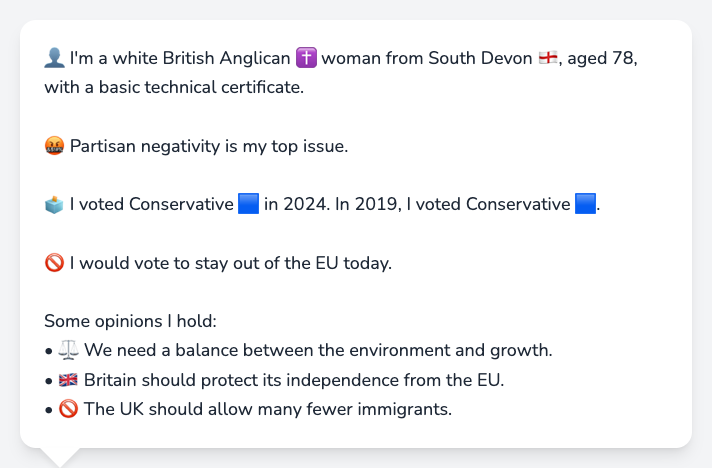 👤 I'm a white British Anglican ✝️ woman from South Devon 🏴󠁧󠁢󠁥󠁮󠁧󠁿, aged 78,
with a basic technical certificate.
🤬 Partisan negativity is my top issue.
🗳️ I voted Conservative 🟦 in 2024. In 2019, I voted Conservative 🟦.
🚫 I would vote to stay out of the EU today.
Some opinions I hold:
• ⚖️ We need a balance between the environment and growth.
• 🇬🇧 Britain should protect its independence from the EU.
• 🚫 The UK should allow many fewer immigrants.